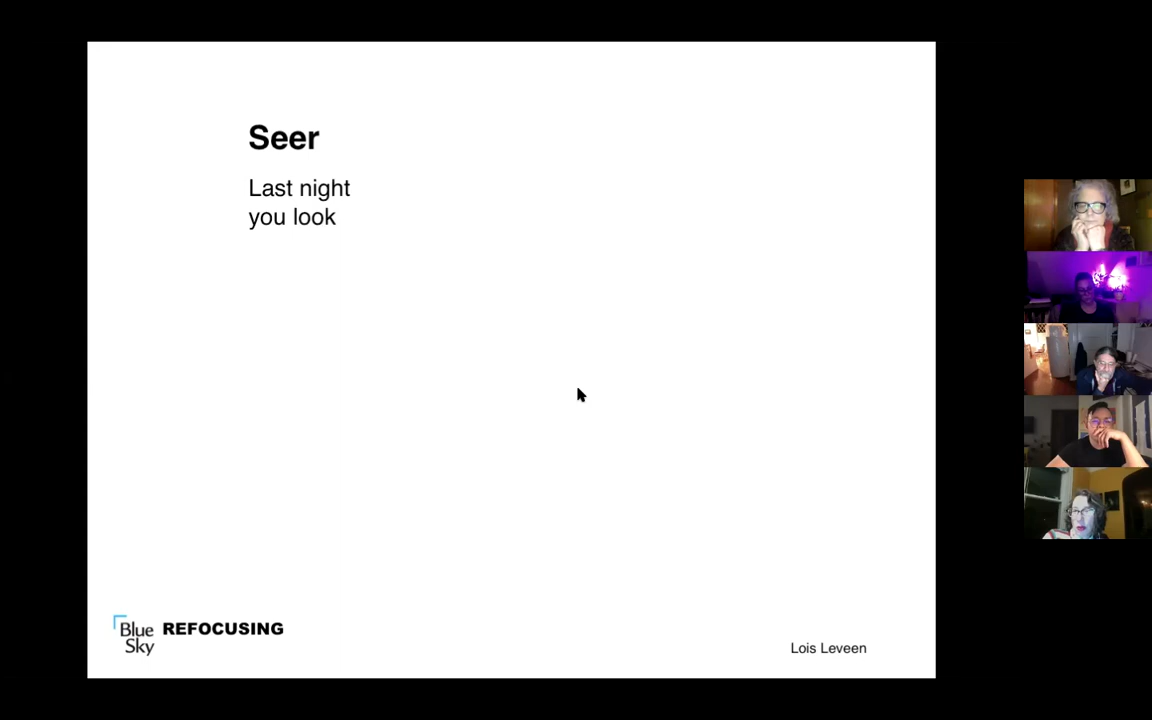 Seer
Last night
you look
Blue
Sky
REFOCUSING
Lois Leveen